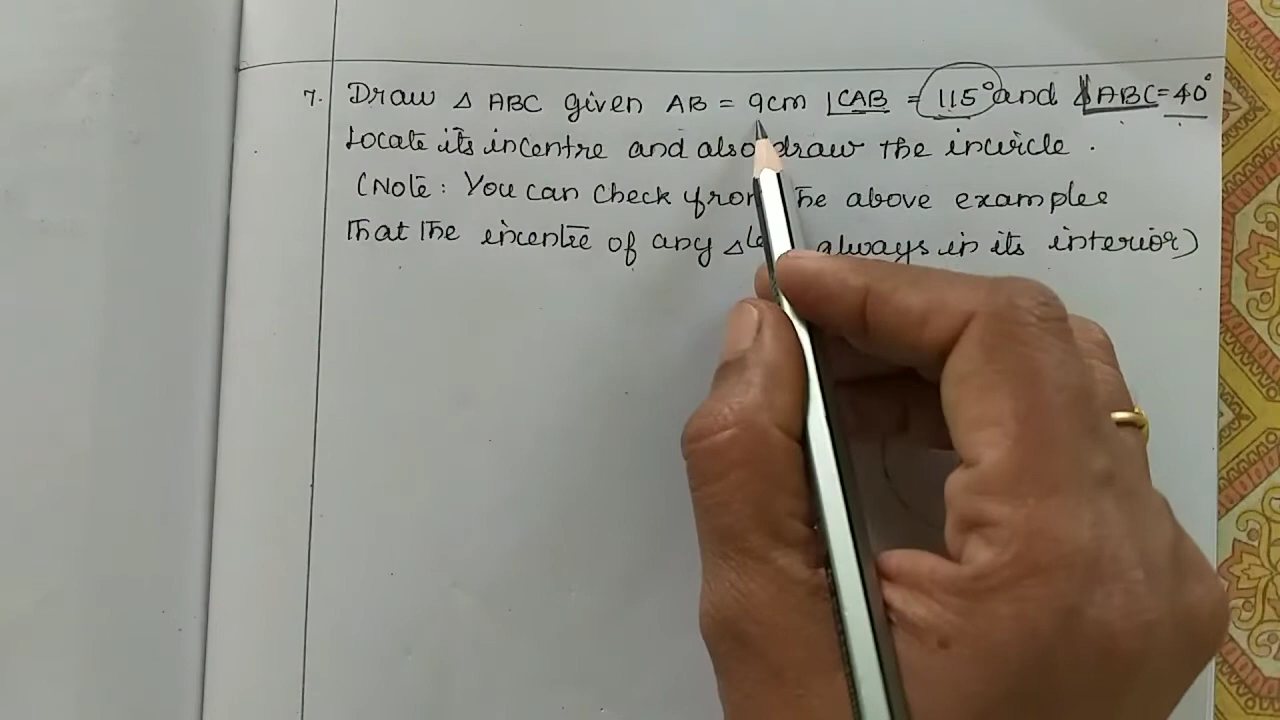 7. Draw △ ABC given AB = 9cm ∠CAB = 115° and ∠ABC = 40°
Locate its incentre and also draw the incircle .
(Note : You can Check from the above examples
That The incentre of any △le always in its interior)